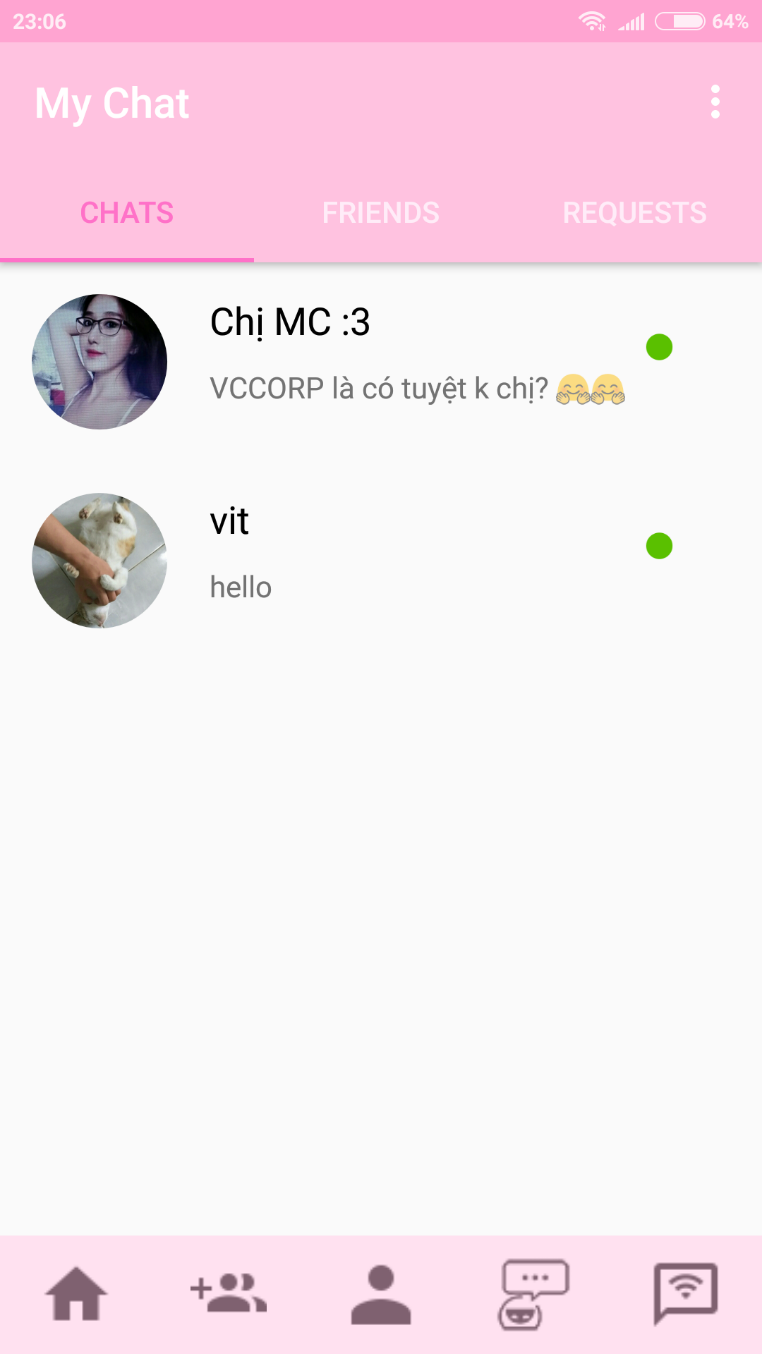 23:06 64%
My Chat
CHATS FRIENDS REQUESTS
Chị MC :3
VCCORP là có tuyệt k chị? 🤗🤗
vit
hello